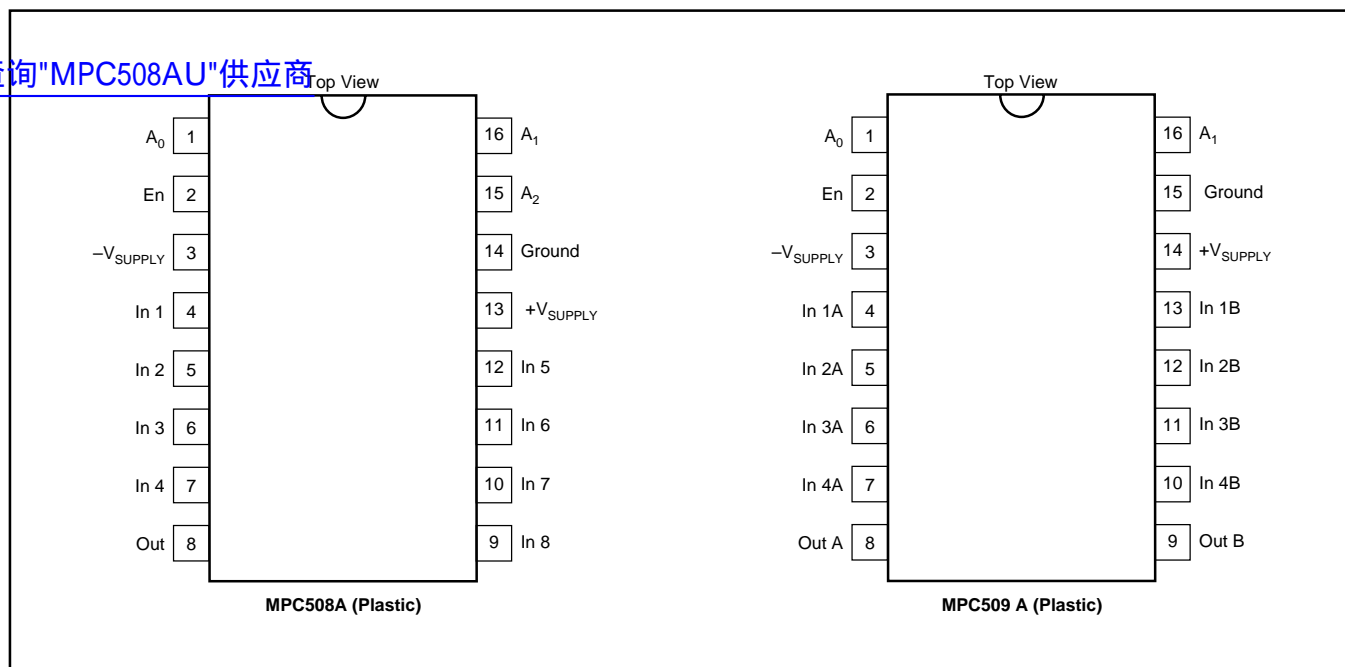 询"MPC508AU"供应商
Top View
A0 1
En 2
–VSUPPLY 3
In 1 4
In 2 5
In 3 6
In 4 7
Out 8
16 A1
15 A2
14 Ground
13 +VSUPPLY
12 In 5
11 In 6
10 In 7
9 In 8
MPC508A (Plastic)
Top View
A0 1
En 2
–VSUPPLY 3
In 1A 4
In 2A 5
In 3A 6
In 4A 7
Out A 8
16 A1
15 Ground
14 +VSUPPLY
13 In 1B
12 In 2B
11 In 3B
10 In 4B
9 Out B
MPC509 A (Plastic)